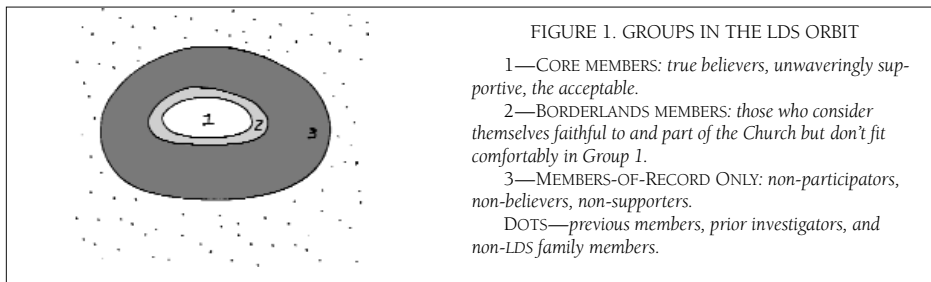 1
2
3
FIGURE 1. GROUPS IN THE LDS ORBIT
1—CORE MEMBERS: true believers, unwaveringly sup-
portive, the acceptable.
2—BORDERLANDS MEMBERS: those who consider
themselves faithful to and part of the Church but don't fit
comfortably in Group 1.
3—MEMBERS-OF-RECORD ONLY: non-participators,
non-believers, non-supporters.
DOTS—previous members, prior investigators, and
non-LDS family members.